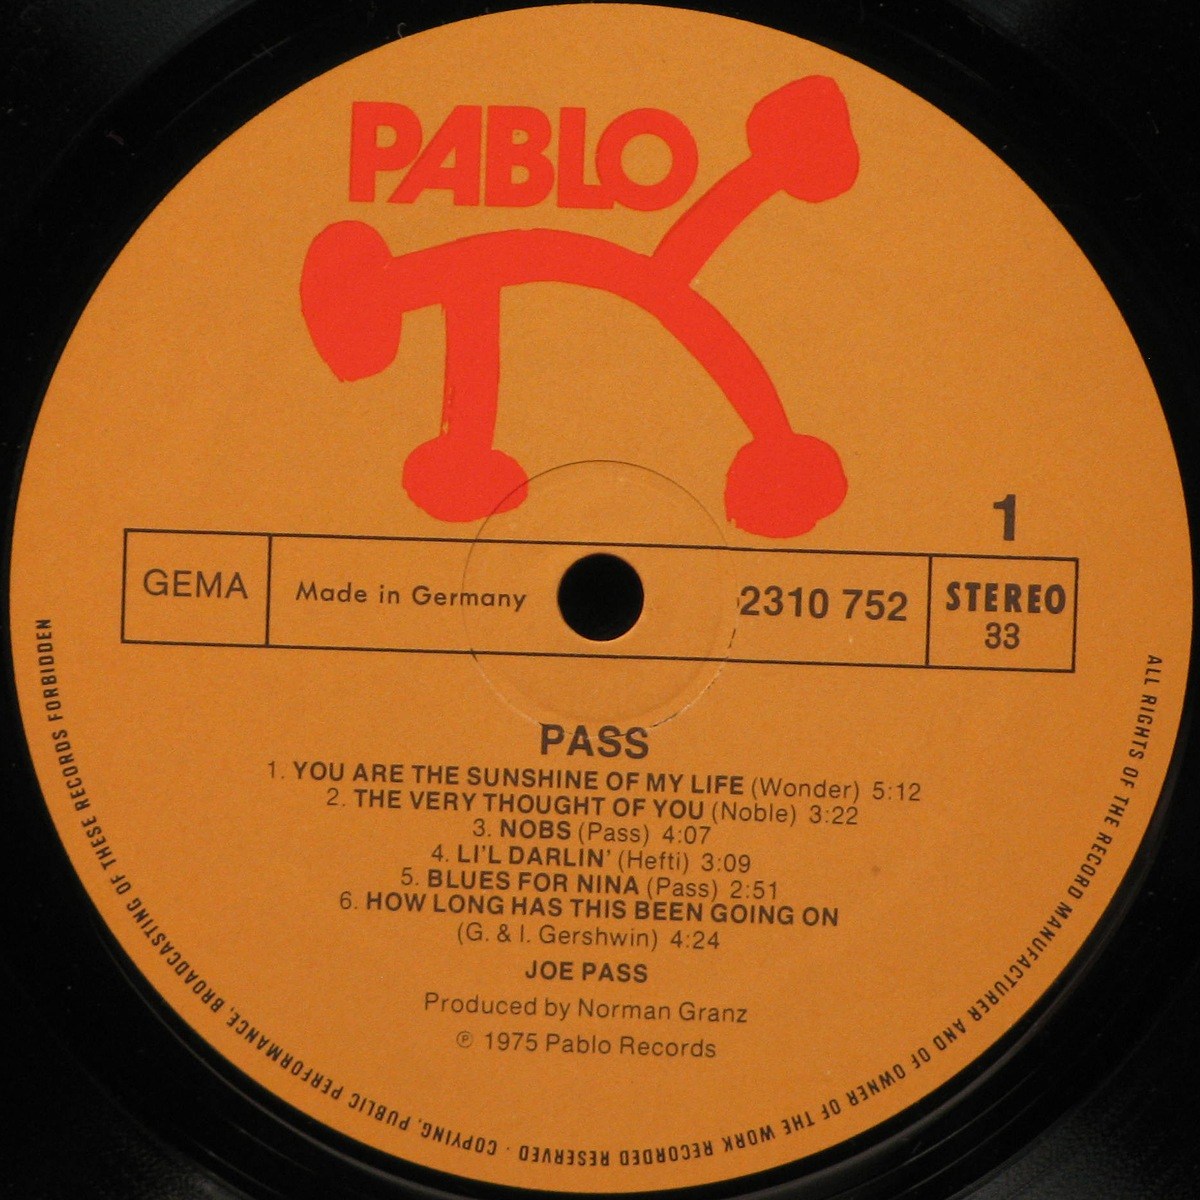 PABLO
1
GEMA
Made in Germany
2310 752
STEREO
33
PASS
1. YOU ARE THE SUNSHINE OF MY LIFE (Wonder) 5:12
2. THE VERY THOUGHT OF YOU (Noble) 3:22
3. NOBS (Pass) 4:07
4. LI'L DARLIN' (Hefti) 3:09
5. BLUES FOR NINA (Pass) 2:51
6. HOW LONG HAS THIS BEEN GOING ON
(G. & I. Gershwin) 4:24
JOE PASS
Produced by Norman Granz
℗ 1975 Pablo Records
ALL RIGHTS OF THE RECORD MANUFACTURER AND OF OWNER OF THE WORK RECORDED RESERVED · COPYING, PUBLIC PERFORMANCE, BROADCASTING OF THESE RECORDS FORBIDDEN